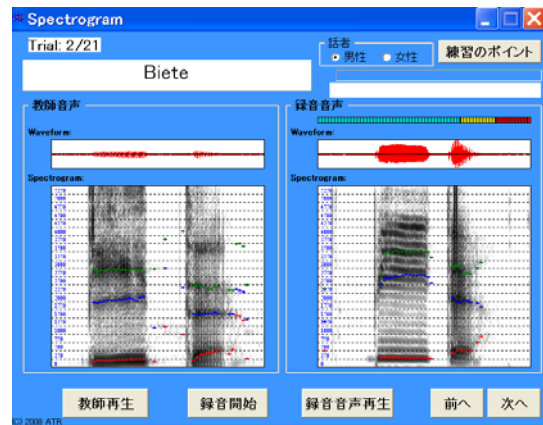 Spectrogram
Trial: 2/21
話者
男性 女性
練習のポイント
Biete
教師音声
録音音声
Waveform:
Waveform:
Spectrogram:
Spectrogram:
教師再生
録音開始
録音音声再生
前へ
次へ
(C) 2008 ATR